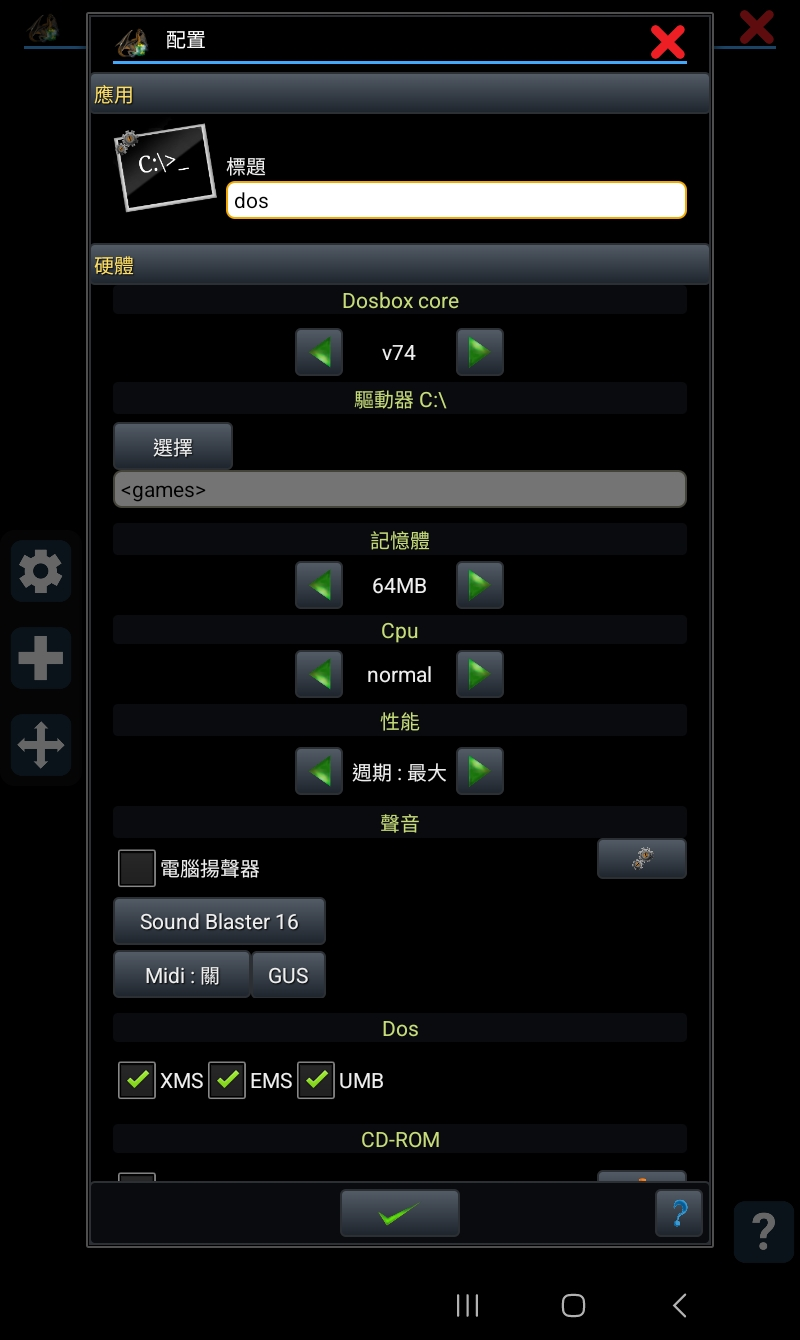 配置
應用
C:\>_
標題
dos
硬體
Dosbox core
v74
驅動器 C:\
選擇
<games>
記憶體
64MB
Cpu
normal
性能
週期 : 最大
聲音
電腦揚聲器
Sound Blaster 16
Midi : 關 GUS
Dos
XMS EMS UMB
CD-ROM
?
?